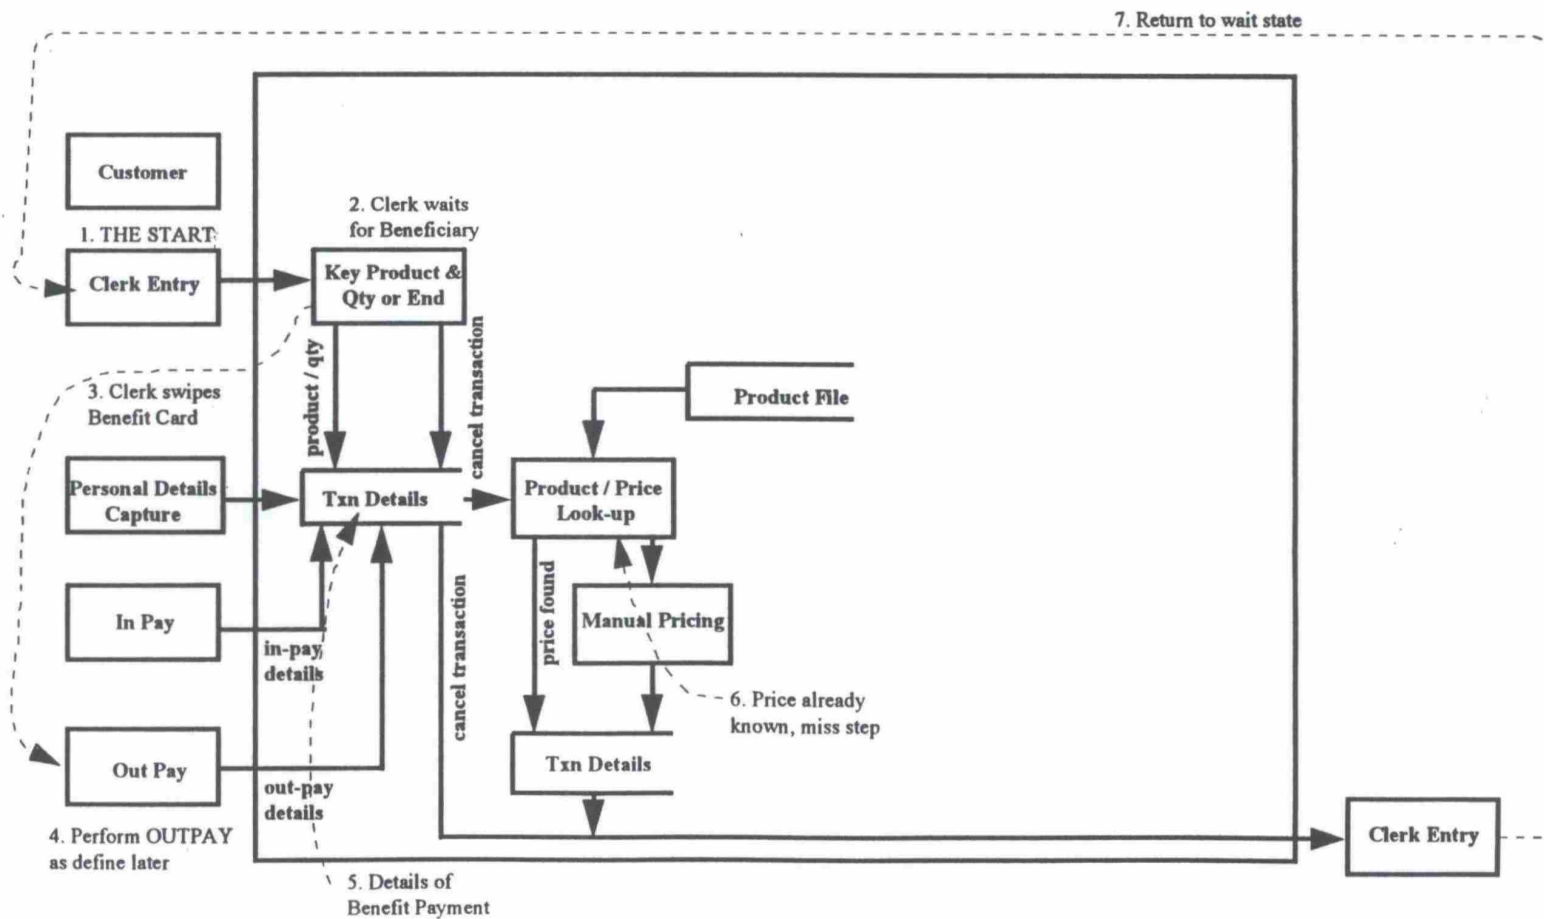 7. Return to wait state
Customer
2. Clerk waits
for Beneficiary
1. THE START
Clerk Entry
Key Product &
Qty or End
product / qty
cancel transaction
3. Clerk swipes
Benefit Card
Product File
Personal Details
Capture
Txn Details
Product / Price
Look-up
In Pay
in-pay
details
cancel transaction
price found
Manual Pricing
6. Price already
known, miss step
Out Pay
out-pay
details
Txn Details
4. Perform OUTPAY
as define later
Clerk Entry
5. Details of
Benefit Payment